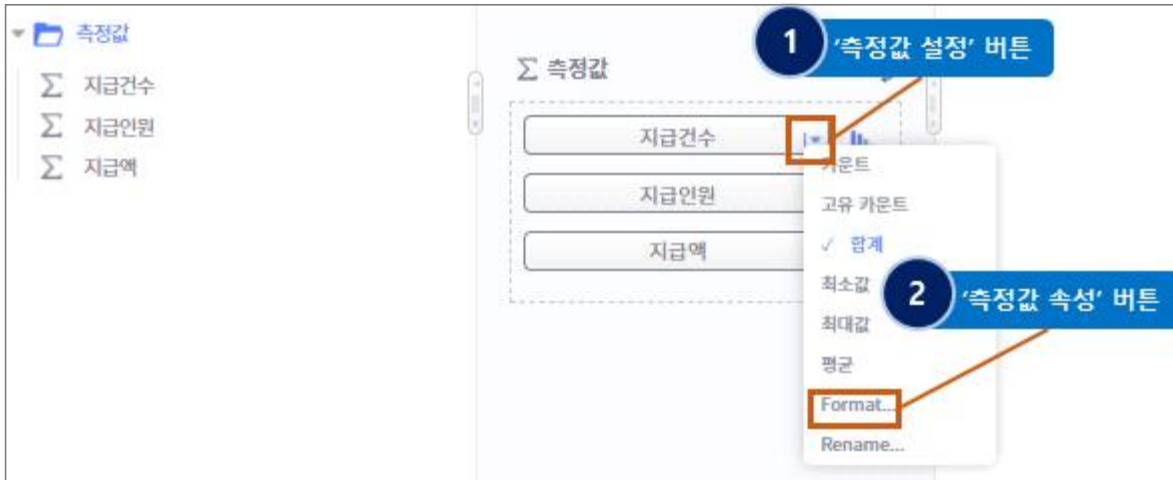 측정값
지급건수
지급인원
지급액
1 '측정값 설정' 버튼
∑ 측정값
지급건수
지급인원
지급액
카운트
고유 카운트
✓ 합계
최소값
최대값
평균
Format...
Rename...
2 '측정값 속성' 버튼